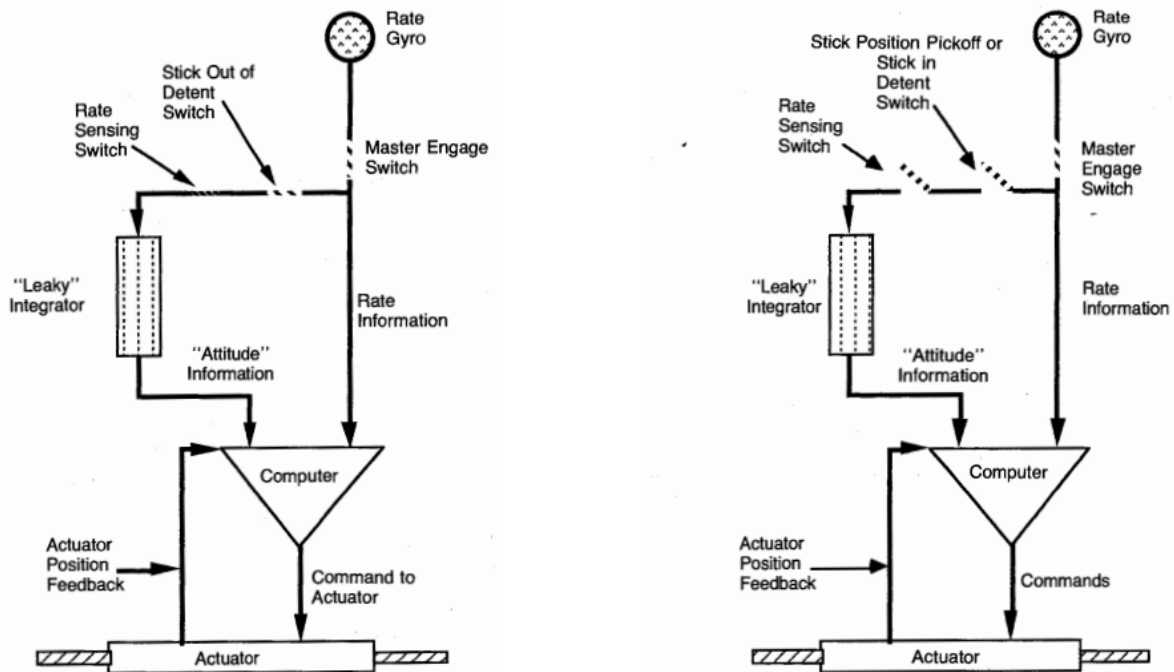 Rate
Gyro
Stick Out of
Detent
Switch
Rate
Sensing
Switch
Master Engage
Switch
"Leaky"
Integrator
Rate
Information
"Attitude"
Information
Computer
Actuator
Position
Feedback
Command to
Actuator
Actuator
Rate
Gyro
Stick Position Pickoff or
Stick in
Detent
Switch
Rate
Sensing
Switch
Master
Engage
Switch
"Leaky"
Integrator
Rate
Information
"Attitude"
Information
Computer
Actuator
Position
Feedback
Commands
Actuator